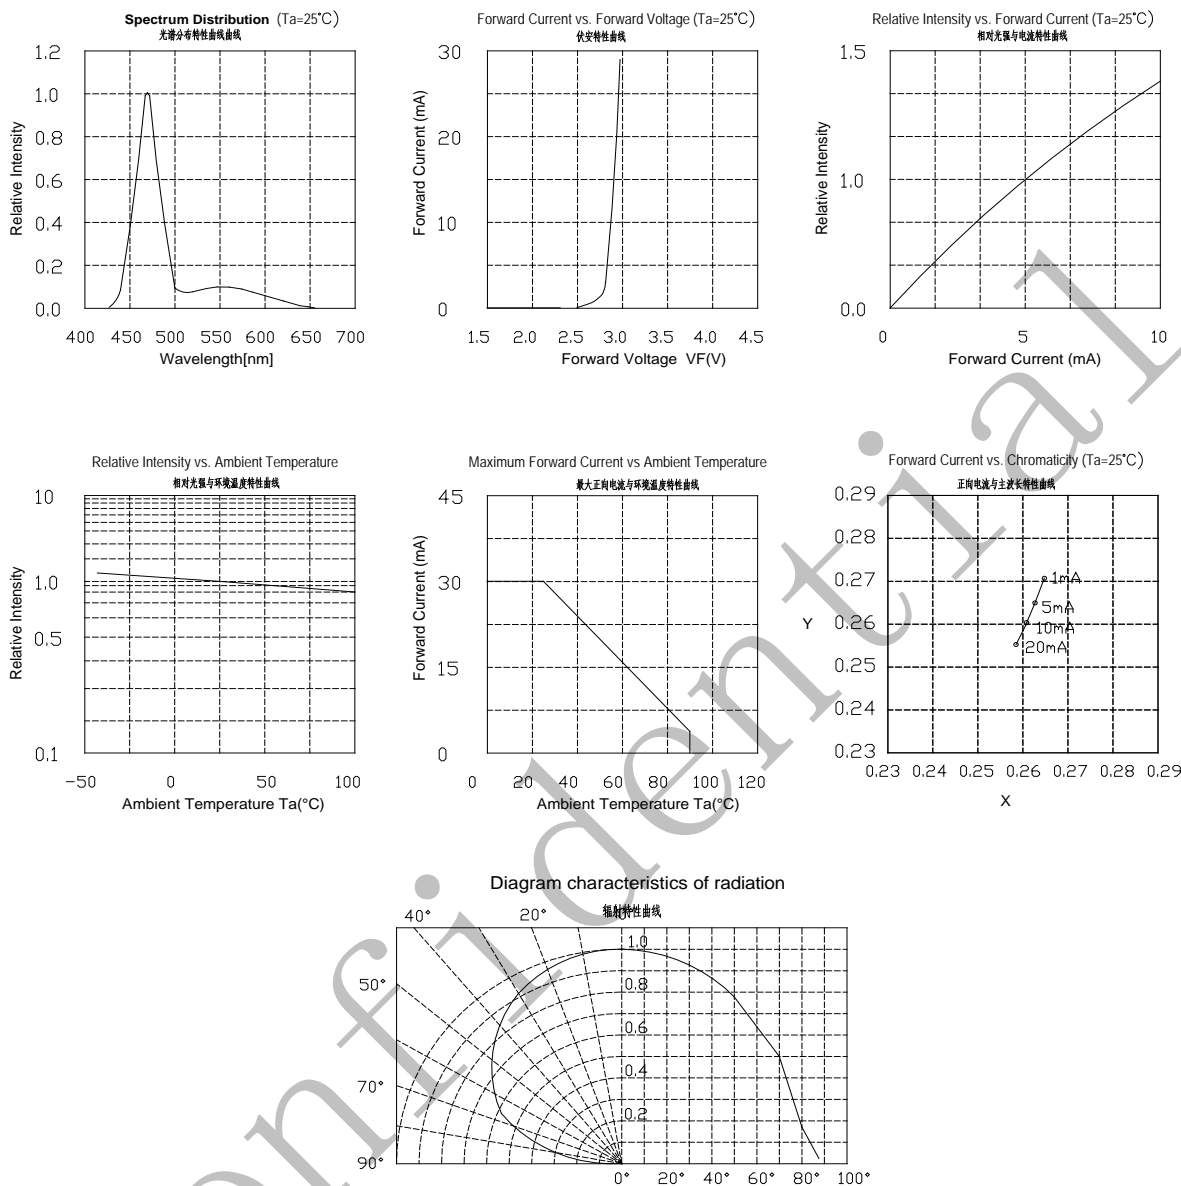 Spectrum Distribution (Ta=25°C)
光谱分布特性曲线曲线
1.2
1.0
0.8
0.6
0.4
0.2
0.0
Relative Intensity
400 450 500 550 600 650 700
Wavelength[nm]
Forward Current vs. Forward Voltage (Ta=25°C)
伏安特性曲线
30
20
10
0
Forward Current (mA)
1.5 2.0 2.5 3.0 3.5 4.0 4.5
Forward Voltage VF(V)
Relative Intensity vs. Forward Current (Ta=25°C)
相对光强与电流特性曲线
1.5
1.0
0.0
Relative Intensity
0 5 10
Forward Current (mA)
Relative Intensity vs. Ambient Temperature
相对光强与环境温度特性曲线
10
1.0
0.5
0.1
Relative Intensity
-50 0 50 100
Ambient Temperature Ta(°C)
Maximum Forward Current vs Ambient Temperature
最大正向电流与环境温度特性曲线
45
30
15
0
Forward Current (mA)
0 20 40 60 80 100 120
Ambient Temperature Ta(°C)
Forward Current vs. Chromaticity (Ta=25°C)
正向电流与主波长特性曲线
0.29
0.28
0.27
0.26
0.25
0.24
0.23
Y
1mA
5mA
10mA
20mA
0.23 0.24 0.25 0.26 0.27 0.28 0.29
X
Diagram characteristics of radiation
辐射特性曲线
40° 20° 0°
50°
70°
90°
1.0
0.8
0.6
0.4
0.2
0° 20° 40° 60° 80° 100°
onfidential